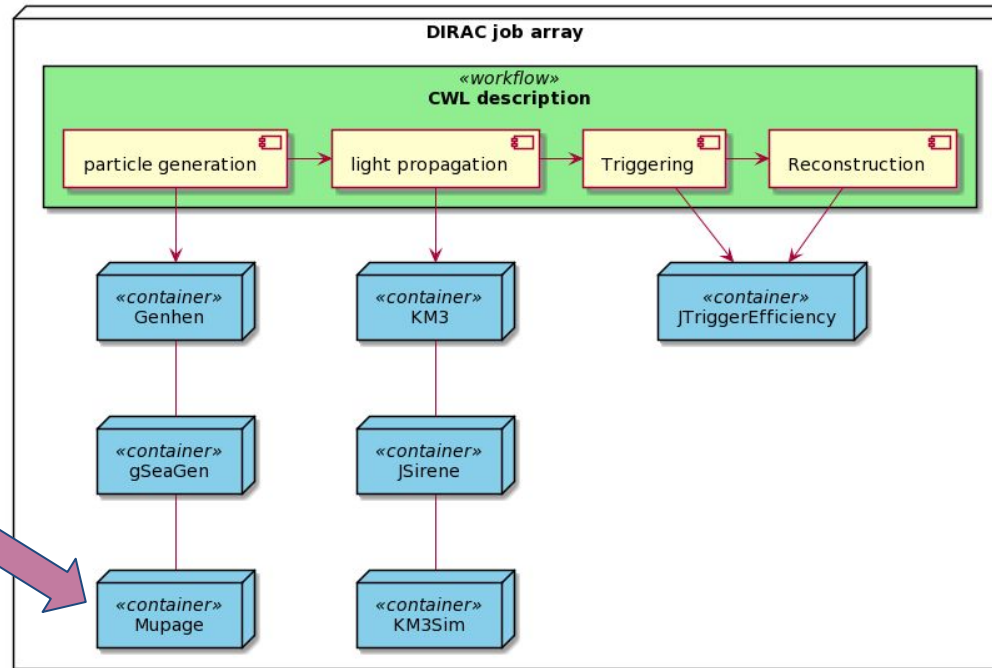 DIRAC job array
«workflow»
CWL description
particle generation
light propagation
Triggering
Reconstruction
«container»
Genhen
«container»
KM3
«container»
JTriggerEfficiency
«container»
gSeaGen
«container»
JSirene
«container»
Mupage
«container»
KM3Sim